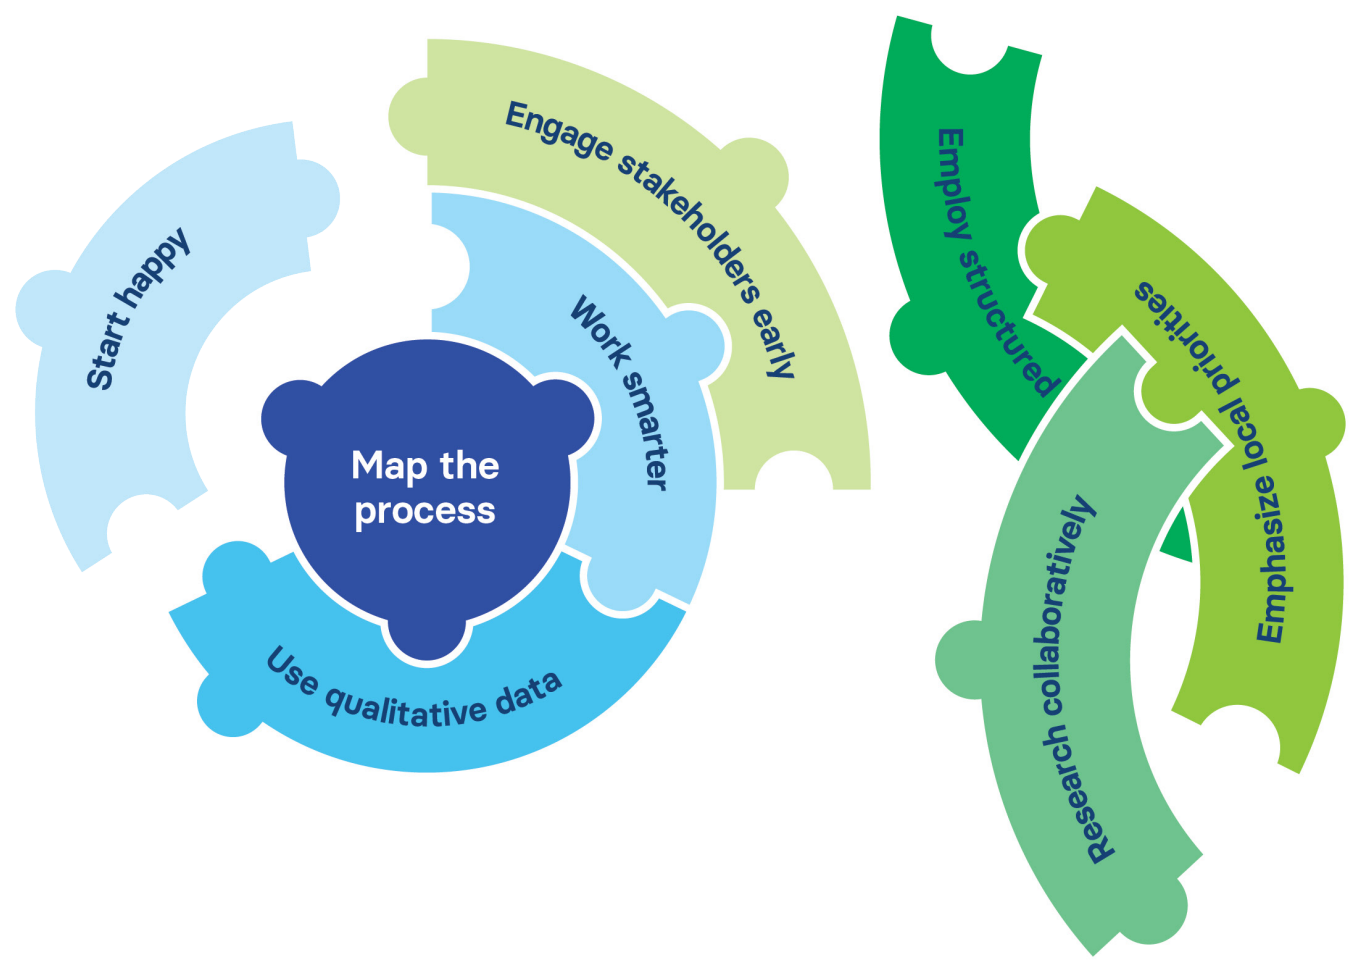 Start happy
Engage stakeholders early
Work smarter
Map the
process
Use qualitative data
Employ structured
Emphasize local priorities
Research collaboratively